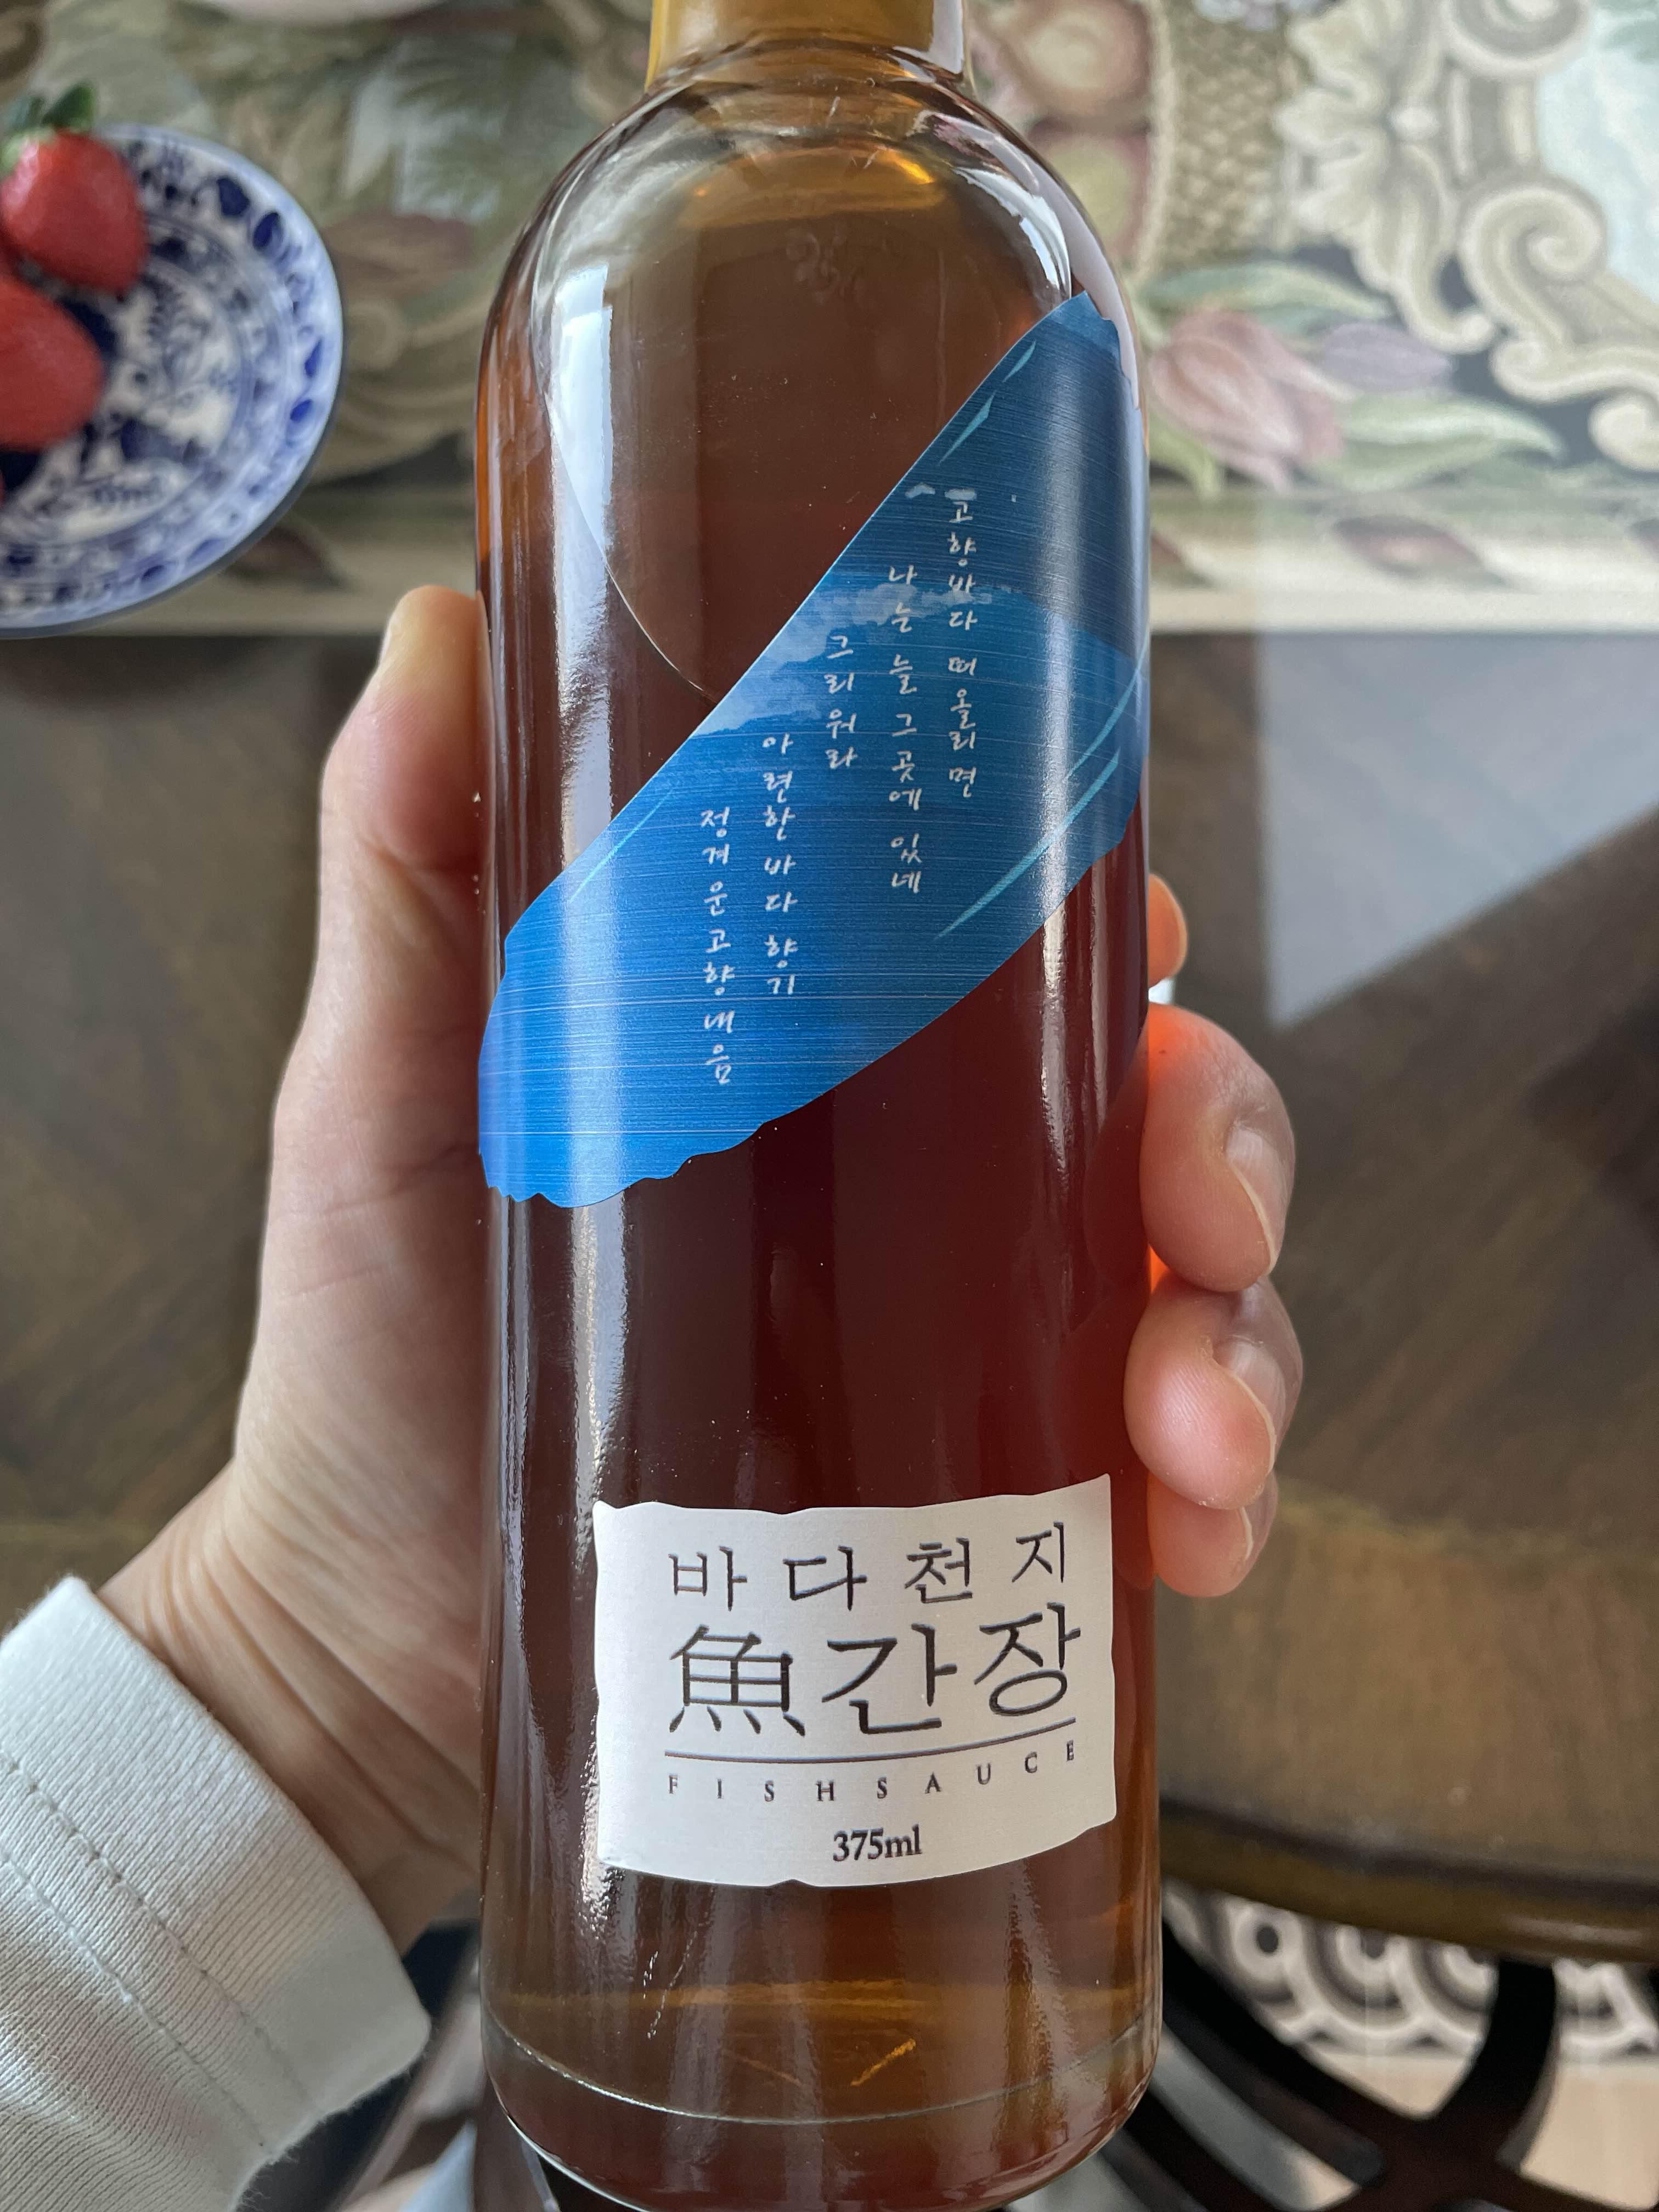 고향바다 떠올리면
나는 늘 그곳에 있네
그리워라
아련한 바다 향기
정겨운 고향 내음
바다천지
魚간장
FISHSAUCE
375ml